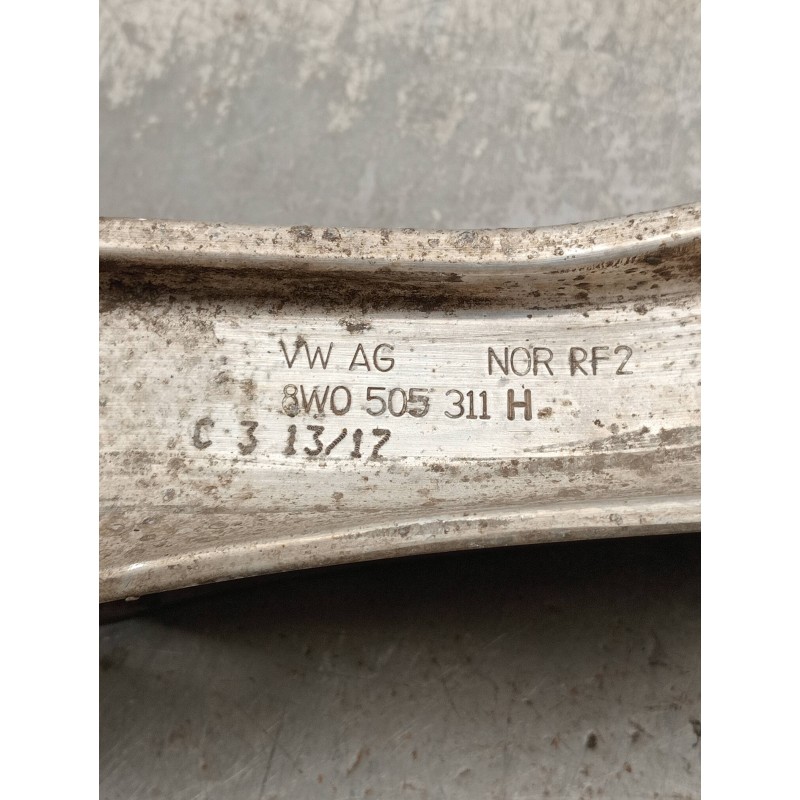 VW AG NOR RF2
8W0 505 311 H
C 3 13/17